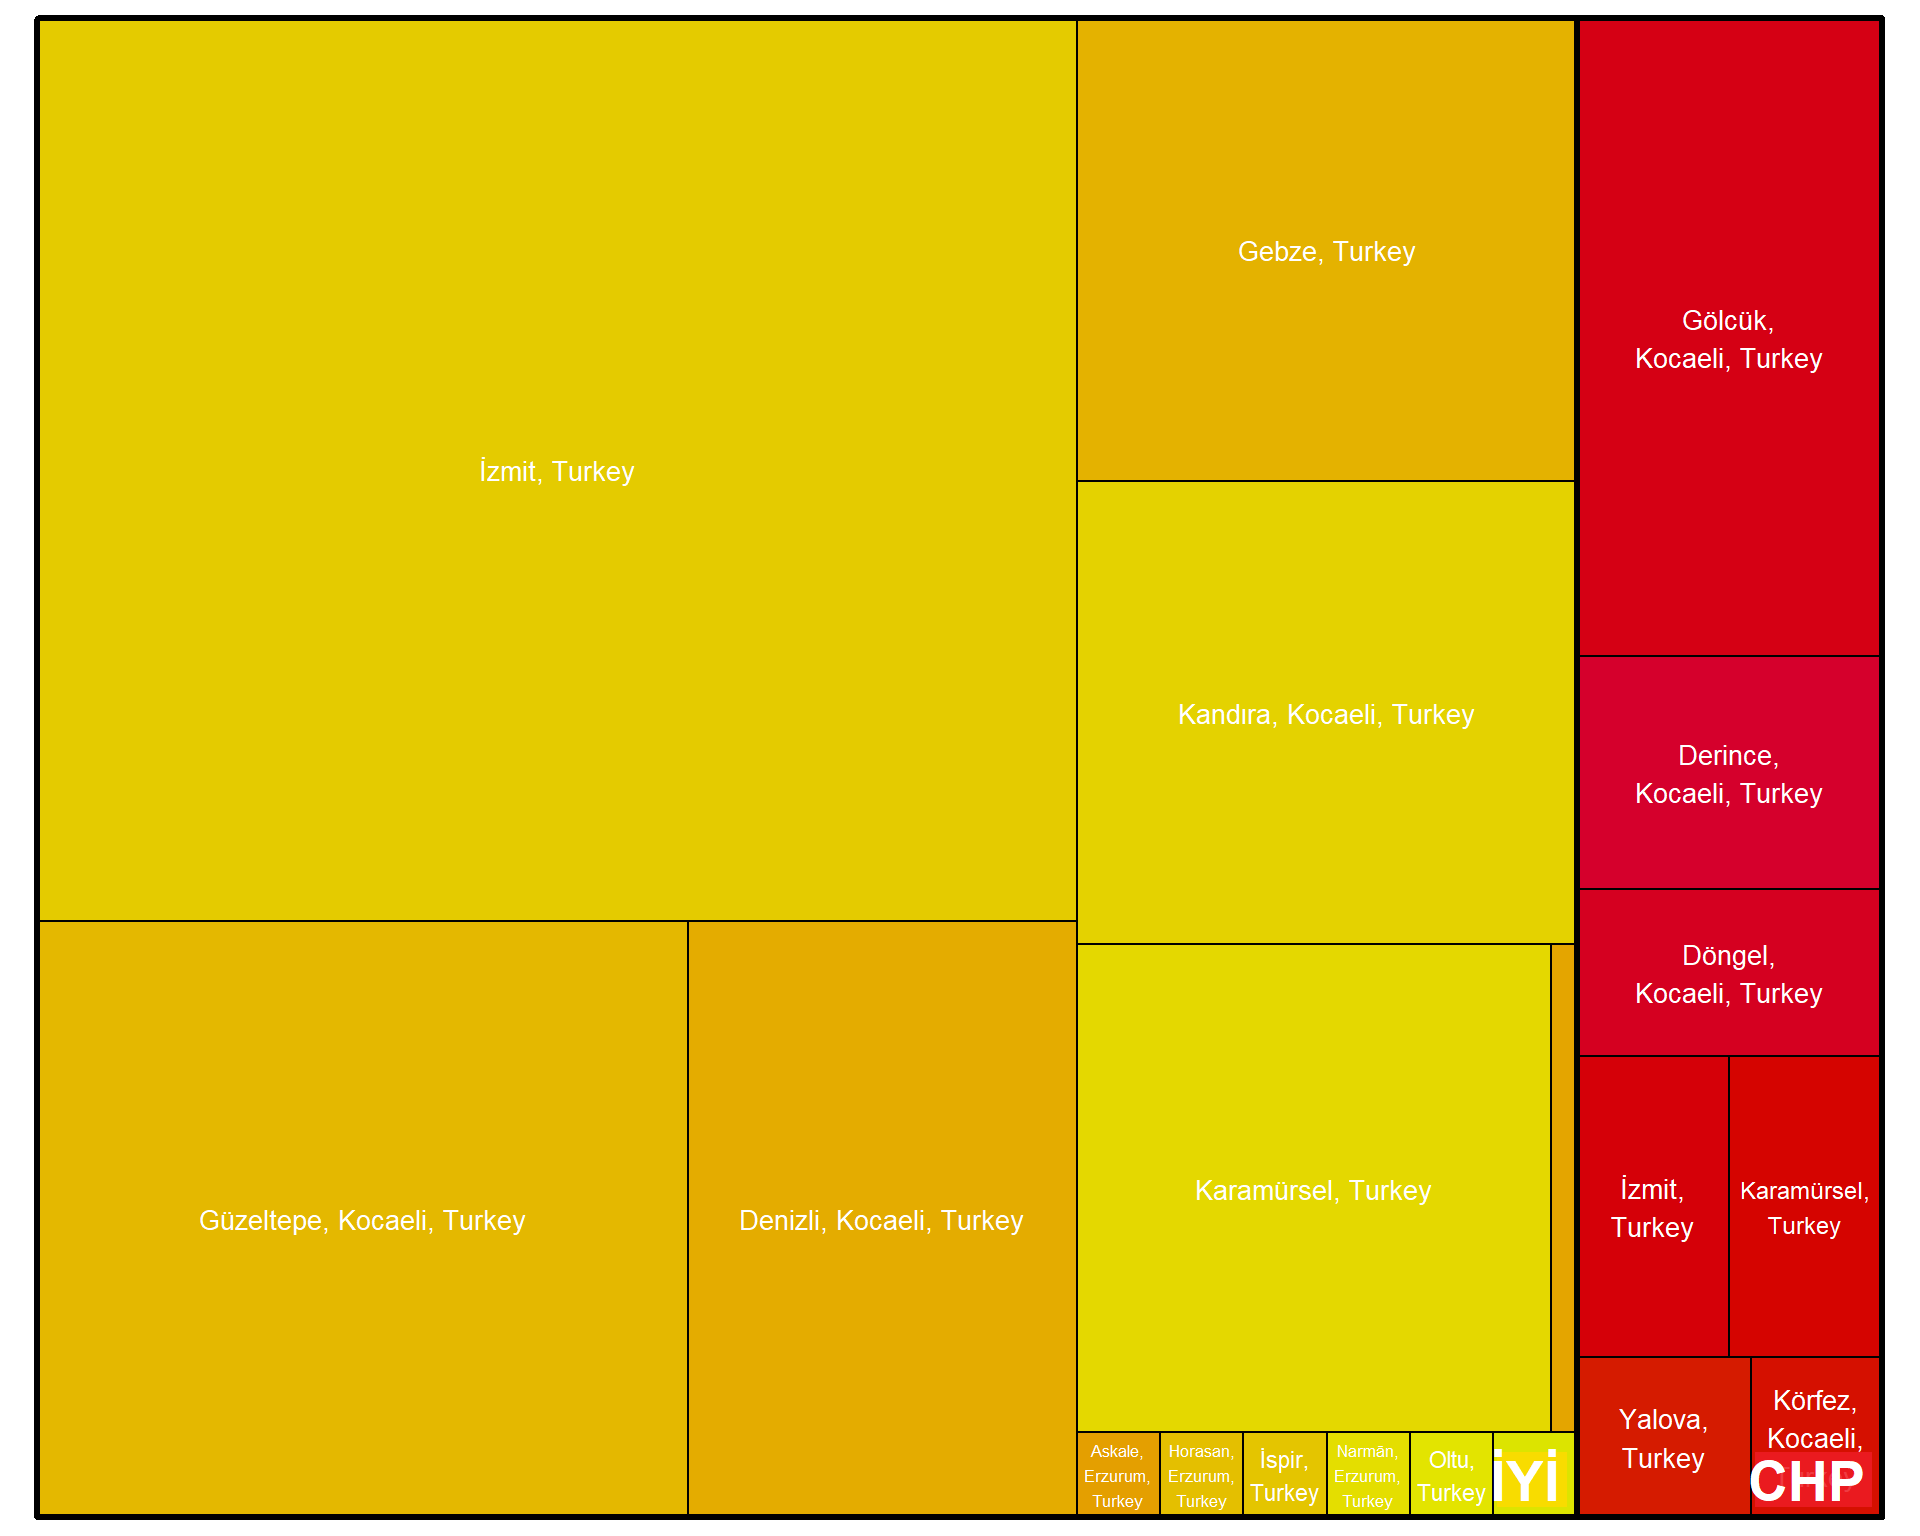 İzmit, Turkey
Güzeltepe, Kocaeli, Turkey
Denizli, Kocaeli, Turkey
Gebze, Turkey
Kandıra, Kocaeli, Turkey
Karamürsel, Turkey
Askale,
Erzurum,
Turkey
Horasan,
Erzurum,
Turkey
İspir,
Turkey
Narmān,
Erzurum,
Turkey
Oltu,
Turkey
İYİ
Gölcük,
Kocaeli, Turkey
Derince,
Kocaeli, Turkey
Döngel,
Kocaeli, Turkey
İzmit,
Turkey
Karamürsel,
Turkey
Yalova,
Turkey
Körfez,
Kocaeli,
CHP